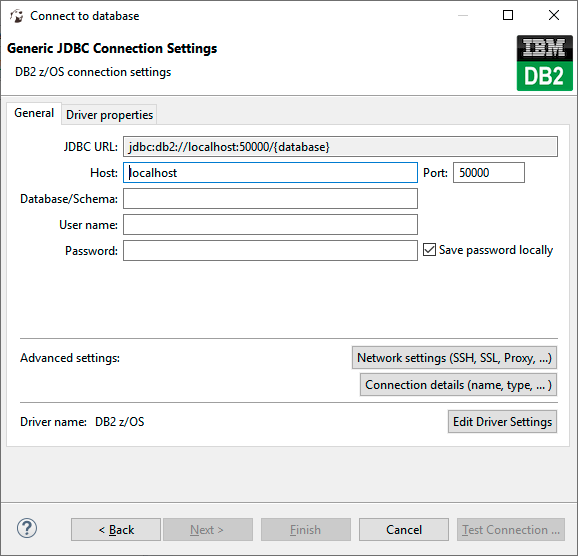 Connect to database
Generic JDBC Connection Settings
DB2 z/OS connection settings
IBM
DB2
General
Driver properties
JDBC URL: jdbc:db2://localhost:50000/{database}
Host: localhost Port: 50000
Database/Schema:
User name:
Password: Save password locally
Advanced settings: Network settings (SSH, SSL, Proxy, ...)
Connection details (name, type, ... )
Driver name: DB2 z/OS Edit Driver Settings
? < Back Next > Finish Cancel Test Connection ...